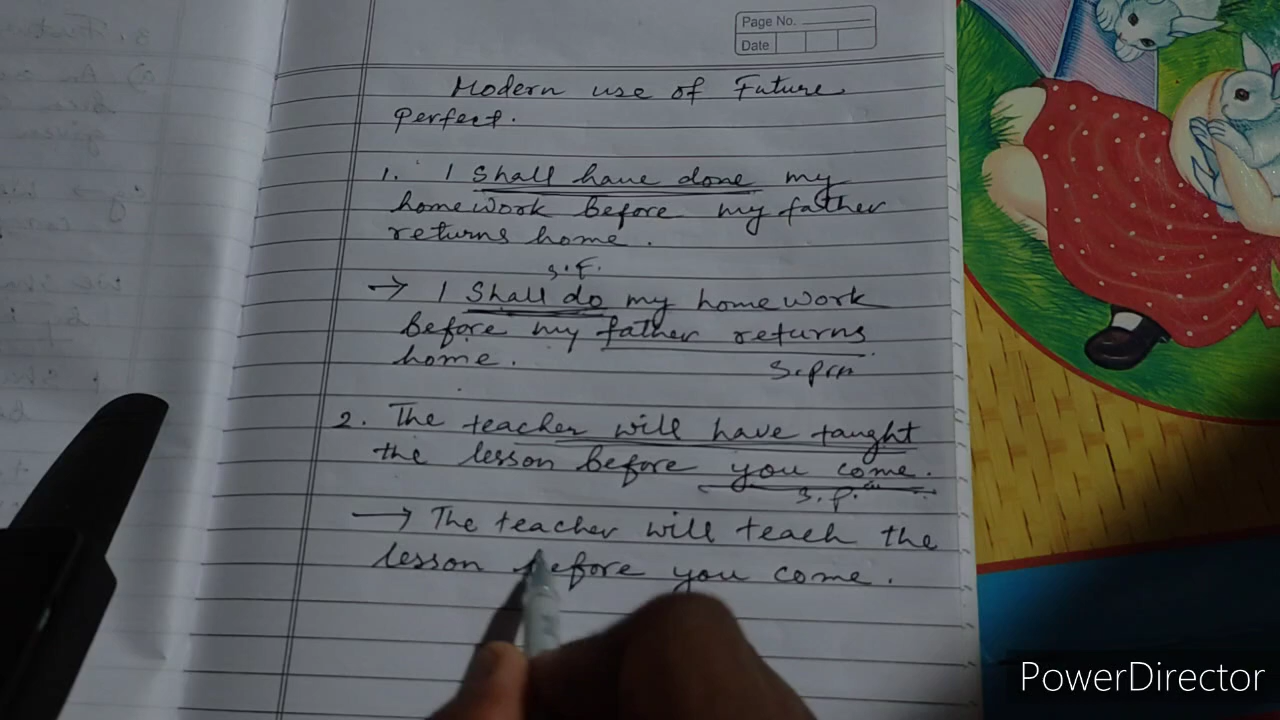 Page No.
Date
Modern use of Future
Perfect.
1. I shall have done my
homework before my father
returns home.
S.F.
→ I shall do my homework
before my father returns
home.
S.prn
2. The teacher will have taught
the lesson before you come.
S.P.
→ The teacher will teach the
lesson before you come.
PowerDirector